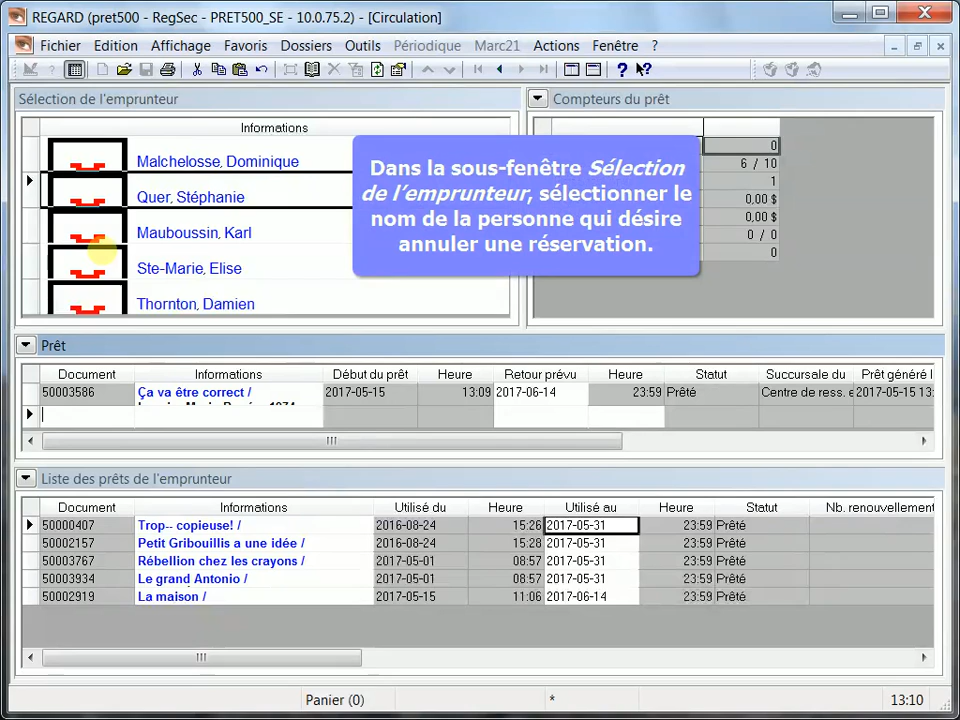 REGARD (pret500 - RegSec - PRET500_SE - 10.0.75.2) - [Circulation]
Fichier Edition Affichage Favoris Dossiers Outils Périodique Marc21 Actions Fenêtre ?
Sélection de l'emprunteur
Compteurs du prêt
Informations
Malchelosse, Dominique
Quer, Stéphanie
Mauboussin, Karl
Ste-Marie, Elise
Thornton, Damien
Dans la sous-fenêtre Sélection
de l'emprunteur, sélectionner le
nom de la personne qui désire
annuler une réservation.
0
6 / 10
1
0,00 $
0,00 $
0 / 0
0
Prêt
Document Informations Début du prêt Heure Retour prévu Heure Statut Succursale du Prêt généré l
50003586 Ça va être correct / 2017-05-15 13:09 2017-06-14 23:59 Prêté Centre de ress. e 2017-05-15 13:
Liste des prêts de l'emprunteur
Document Informations Utilisé du Heure Utilisé au Heure Statut Nb. renouvellement
50000407 Trop-- copieuse! / 2016-08-24 15:26 2017-05-31 23:59 Prêté
50002157 Petit Gribouillis a une idée / 2016-08-24 15:28 2017-05-31 23:59 Prêté
50003767 Rébellion chez les crayons / 2017-05-01 08:57 2017-05-31 23:59 Prêté
50003934 Le grand Antonio / 2017-05-01 08:57 2017-05-31 23:59 Prêté
50002919 La maison / 2017-05-15 11:06 2017-06-14 23:59 Prêté
Panier (0) * 13:10